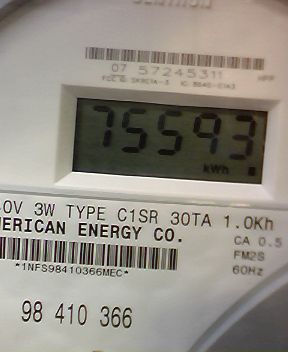 07 57245311
75593
kWh
0V 3W TYPE C1SR 30TA 1.0Kh
MERICAN ENERGY CO.
CA 0.5
FM2S
60Hz
*1NFS98410366MEC*
98 410 366